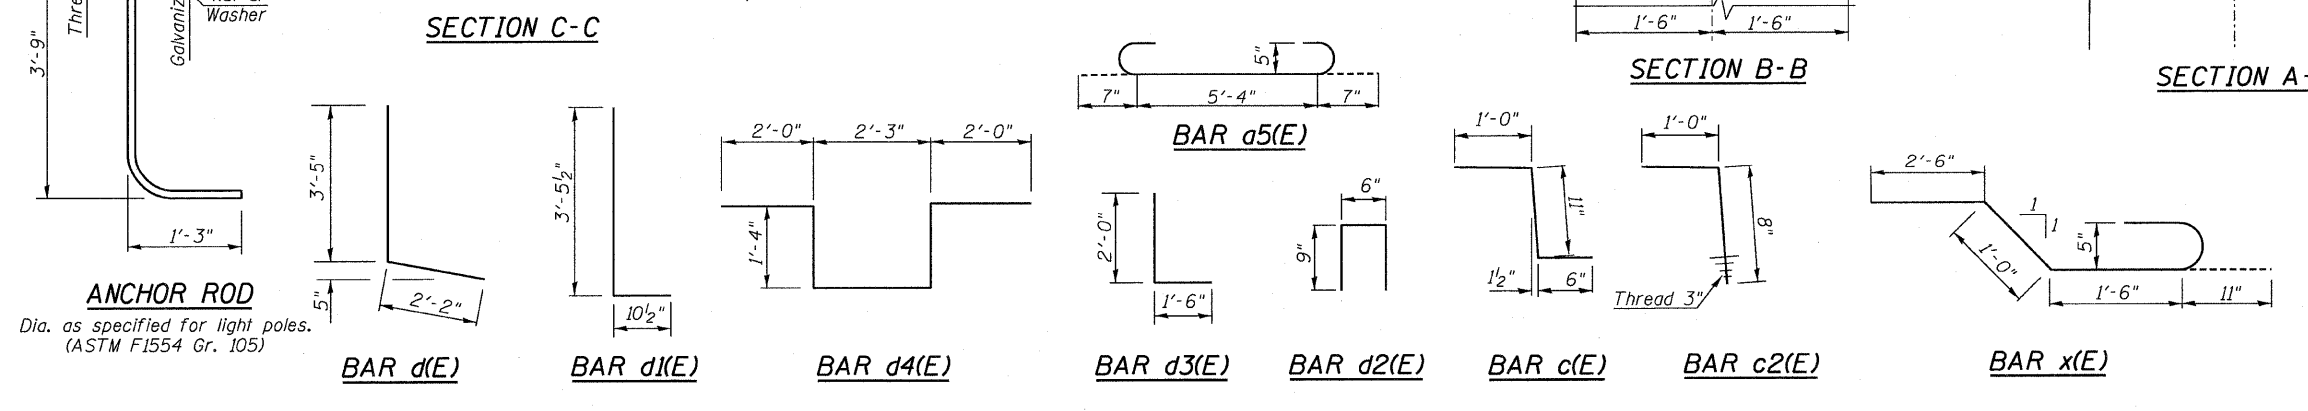 3'-9"
Thre
Galvaniz
Washer
1'-3"
ANCHOR ROD
Dia. as specified for light poles.
(ASTM F1554 Gr. 105)
SECTION C-C
3'-5"
5"
2'-2"
BAR d(E)
3'-5½"
10½"
BAR d1(E)
2'-0" 2'-3" 2'-0"
1'-4"
BAR d4(E)
5"
7" 5'-4" 7"
BAR a5(E)
2'-0"
1'-6"
BAR d3(E)
6"
9"
BAR d2(E)
1'-6" 1'-6"
SECTION B-B
SECTION A-
1'-0"
11"
1½" 6"
BAR c(E)
1'-0"
8"
Thread 3"
BAR c2(E)
2'-6"
1
1
1'-0"
5"
1'-6" 11"
BAR x(E)